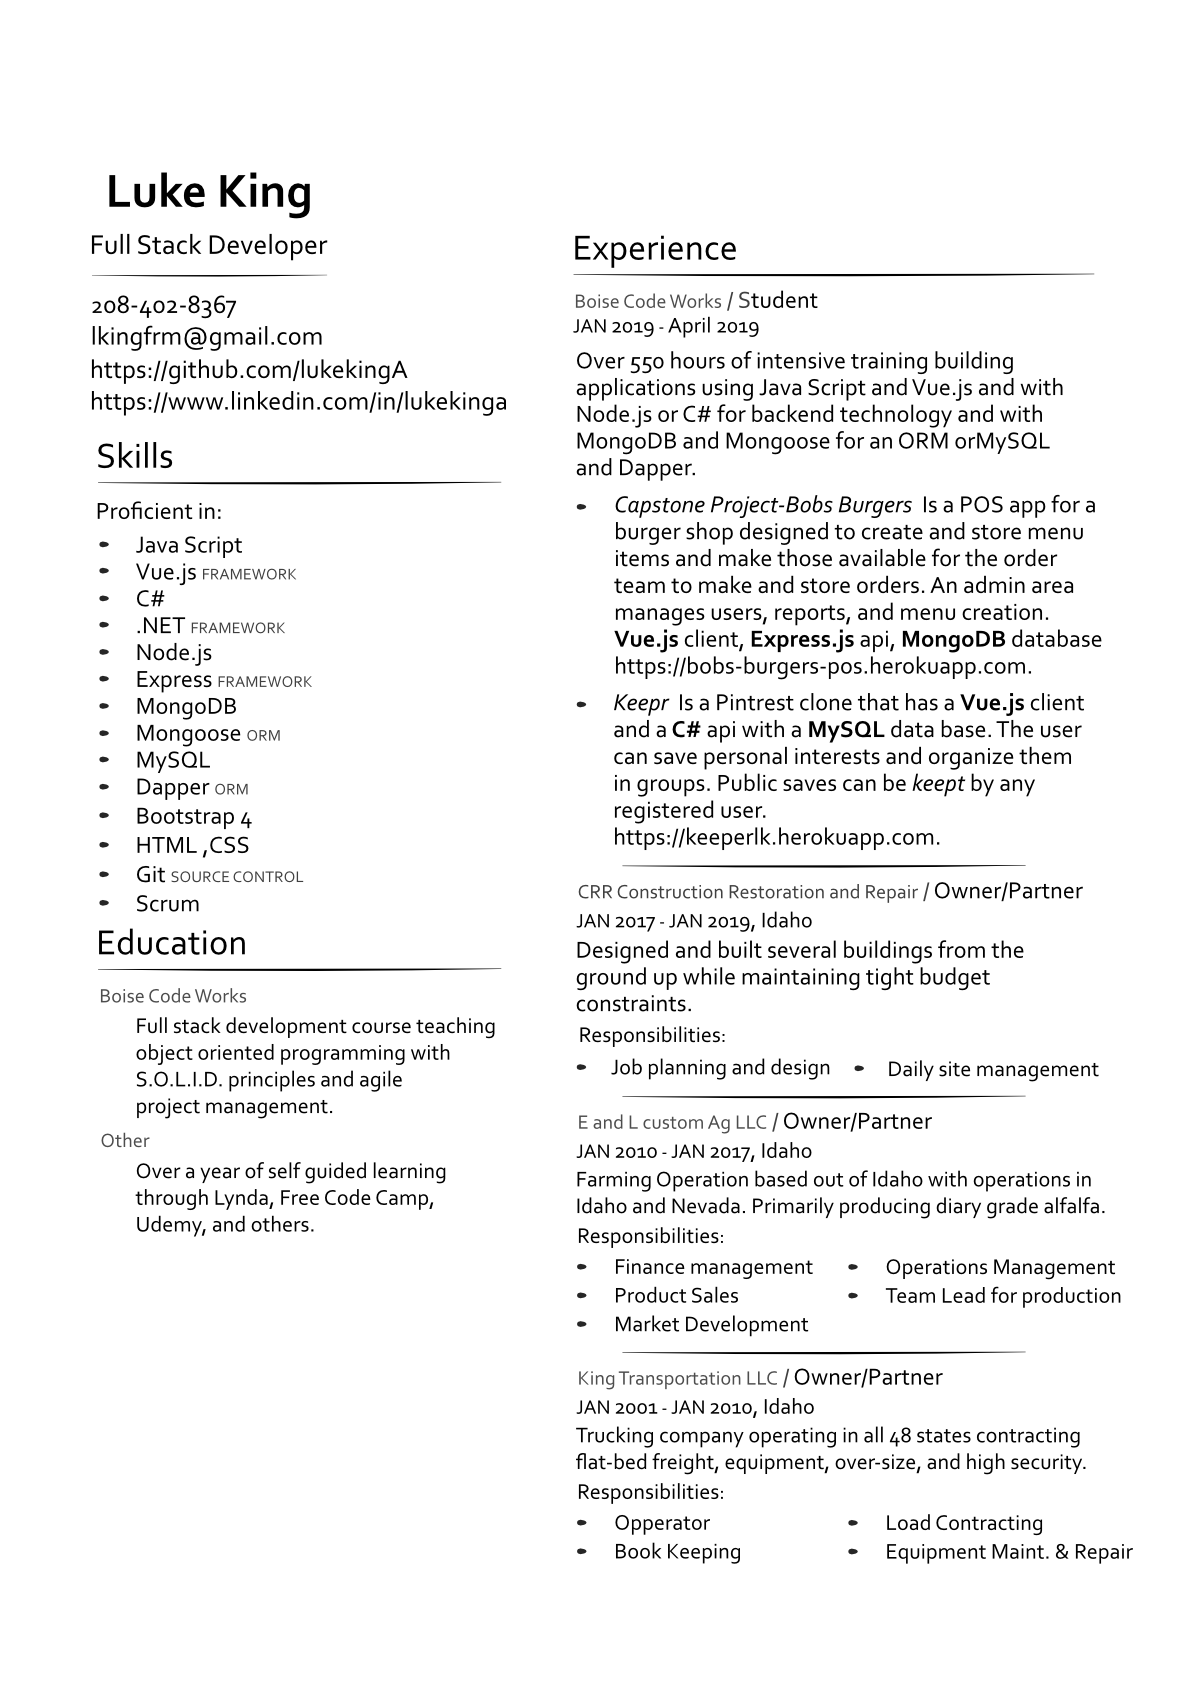 Luke King
Full Stack Developer
208-402-8367
lkingfrm@gmail.com
https://github.com/lukekingA
https://www.linkedin.com/in/lukekinga
Skills
Proficient in:
• Java Script
• Vue.js FRAMEWORK
• C#
• .NET FRAMEWORK
• Node.js
• Express FRAMEWORK
• MongoDB
• Mongoose ORM
• MySQL
• Dapper ORM
• Bootstrap 4
• HTML ,CSS
• Git SOURCE CONTROL
• Scrum
Education
Boise Code Works
Full stack development course teaching
object oriented programming with
S.O.L.I.D. principles and agile
project management.
Other
Over a year of self guided learning
through Lynda, Free Code Camp,
Udemy, and others.
Experience
Boise Code Works / Student
JAN 2019 - April 2019
Over 550 hours of intensive training building
applications using Java Script and Vue.js and with
Node.js or C# for backend technology and with
MongoDB and Mongoose for an ORM orMySQL
and Dapper.
• Capstone Project-Bobs Burgers Is a POS app for a
burger shop designed to create and store menu
items and make those available for the order
team to make and store orders. An admin area
manages users, reports, and menu creation.
Vue.js client, Express.js api, MongoDB database
https://bobs-burgers-pos.herokuapp.com.
• Keepr Is a Pintrest clone that has a Vue.js client
and a C# api with a MySQL data base. The user
can save personal interests and organize them
in groups. Public saves can be keept by any
registered user.
https://keeperlk.herokuapp.com.
CRR Construction Restoration and Repair / Owner/Partner
JAN 2017 - JAN 2019, Idaho
Designed and built several buildings from the
ground up while maintaining tight budget
constraints.
Responsibilities:
• Job planning and design • Daily site management
E and L custom Ag LLC / Owner/Partner
JAN 2010 - JAN 2017, Idaho
Farming Operation based out of Idaho with operations in
Idaho and Nevada. Primarily producing diary grade alfalfa.
Responsibilities:
• Finance management • Operations Management
• Product Sales • Team Lead for production
• Market Development
King Transportation LLC / Owner/Partner
JAN 2001 - JAN 2010, Idaho
Trucking company operating in all 48 states contracting
flat-bed freight, equipment, over-size, and high security.
Responsibilities:
• Opperator • Load Contracting
• Book Keeping • Equipment Maint. & Repair